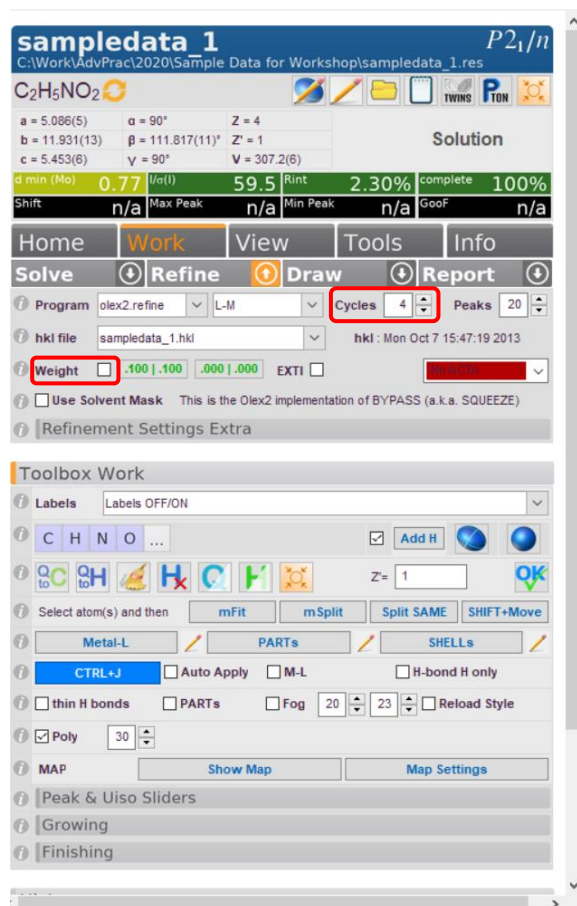 sampledata_1 P2₁/n
C:\Work\AdvPrac\2020\Sample Data for Workshop\sampledata_1.res
C₂H₅NO₂ TWINS PTON
a = 5.086(5) α = 90° Z = 4
b = 11.931(13) β = 111.817(11)° Z' = 1 Solution
c = 5.453(6) γ = 90° V = 307.2(6)
d min (Mo) 0.77 I/σ(I) 59.5 Rint 2.30% complete 100%
Shift n/a Max Peak n/a Min Peak n/a GooF n/a
Home Work View Tools Info
Solve Refine Draw Report
Program olex2.refine L-M Cycles 4 Peaks 20
hkl file sampledata_1.hkl hkl : Mon Oct 7 15:47:19 2013
Weight .100 | .100 .000 | .000 EXTI No ACTA
Use Solvent Mask This is the Olex2 implementation of BYPASS (a.k.a. SQUEEZE)
Refinement Settings Extra
Toolbox Work
Labels Labels OFF/ON
C H N O ... Add H
Q to C Q to H Hx Z'= 1 OK
Select atom(s) and then mFit mSplit Split SAME SHIFT+Move
Metal-L PARTs SHELLs
CTRL+J Auto Apply M-L H-bond H only
thin H bonds PARTs Fog 20 23 Reload Style
Poly 30
MAP Show Map Map Settings
Peak & Uiso Sliders
Growing
Finishing